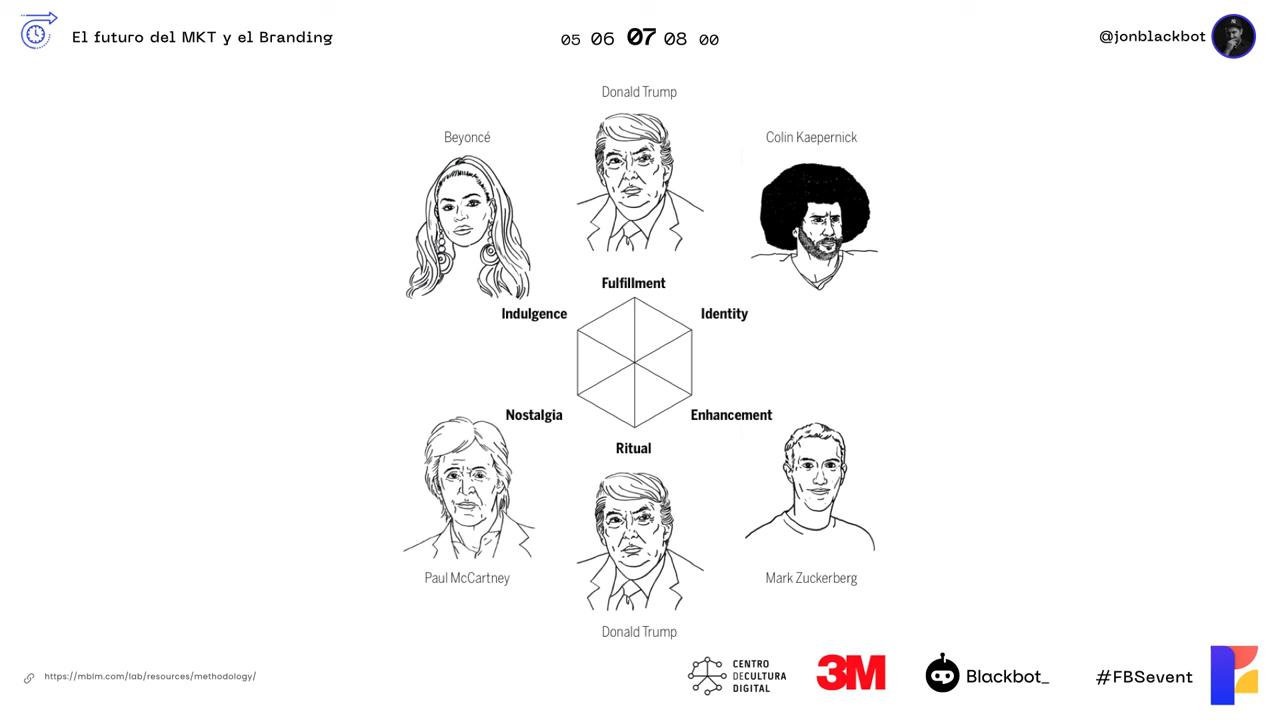 El futuro del MKT y el Branding
05 06 07 08 00
@jonblackbot
Donald Trump
Beyoncé
Colin Kaepernick
Fulfillment
Indulgence
Identity
Nostalgia
Enhancement
Ritual
Paul McCartney
Mark Zuckerberg
Donald Trump
https://mblm.com/lab/resources/methodology/
CENTRO
DECULTURA
DIGITAL
3M
Blackbot_
#FBSevent